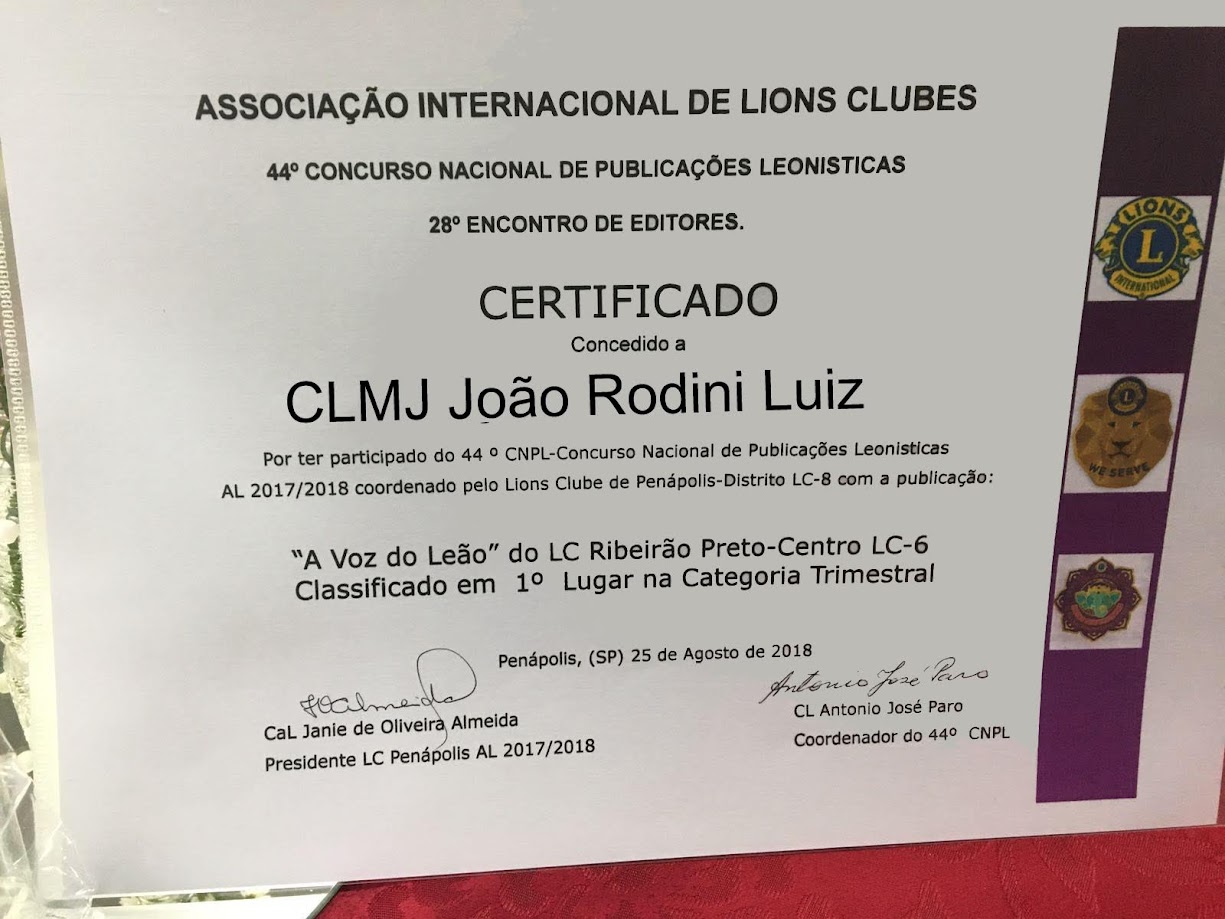 ASSOCIAÇÃO INTERNACIONAL DE LIONS CLUBES
44º CONCURSO NACIONAL DE PUBLICAÇÕES LEONISTICAS
28º ENCONTRO DE EDITORES.
CERTIFICADO
Concedido a
CLMJ João Rodini Luiz
Por ter participado do 44 º CNPL-Concurso Nacional de Publicações Leonisticas
AL 2017/2018 coordenado pelo Lions Clube de Penápolis-Distrito LC-8 com a publicação:
“A Voz do Leão” do LC Ribeirão Preto-Centro LC-6
Classificado em 1º Lugar na Categoria Trimestral
Penápolis, (SP) 25 de Agosto de 2018
Almeida
CaL Janie de Oliveira Almeida
Presidente LC Penápolis AL 2017/2018
Antonio José Paro
CL Antonio José Paro
Coordenador do 44º CNPL
LIONS
L
INTERNATIONAL
L
WE SERVE